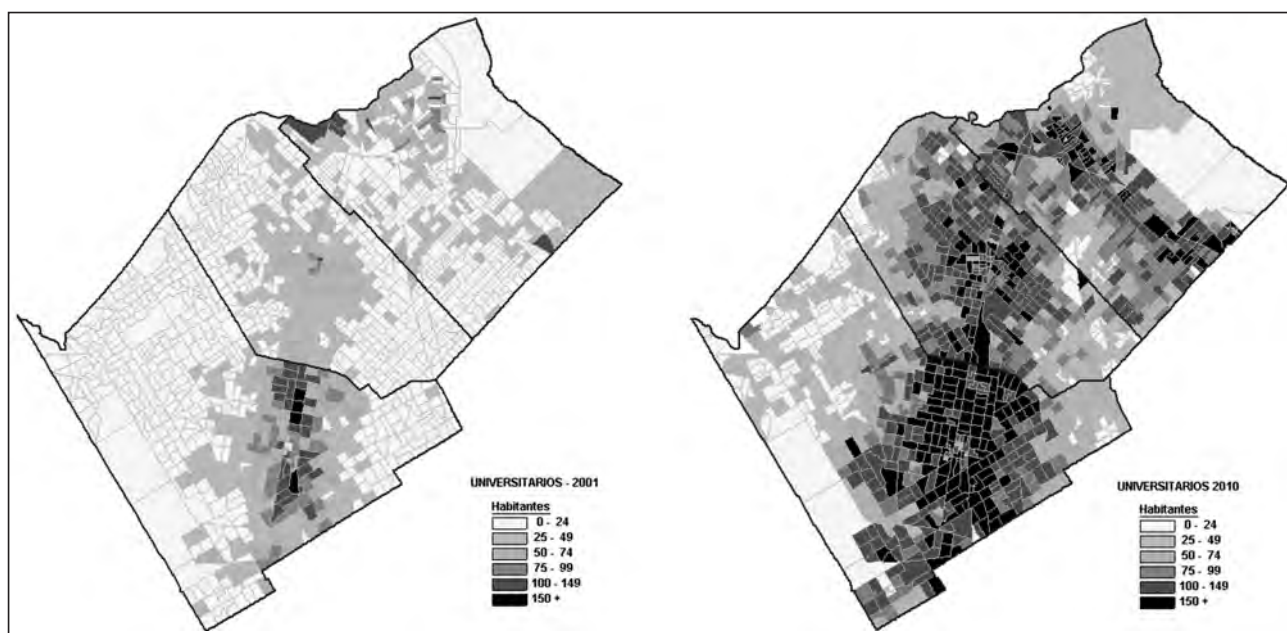 UNIVERSITARIOS - 2001
Habitantes
0 - 24
25 - 49
50 - 74
75 - 99
100 - 149
150 +
UNIVERSITARIOS 2010
Habitantes
0 - 24
25 - 49
50 - 74
75 - 99
100 - 149
150 +